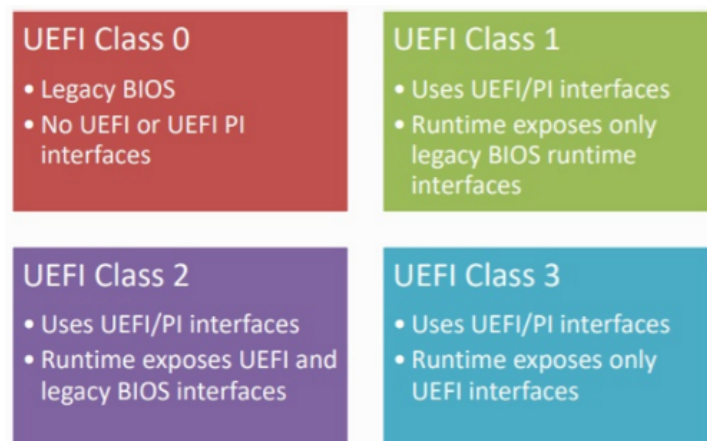 UEFI Class 0
• Legacy BIOS
• No UEFI or UEFI PI
interfaces
UEFI Class 1
• Uses UEFI/PI interfaces
• Runtime exposes only
legacy BIOS runtime
interfaces
UEFI Class 2
• Uses UEFI/PI interfaces
• Runtime exposes UEFI and
legacy BIOS interfaces
UEFI Class 3
• Uses UEFI/PI interfaces
• Runtime exposes only
UEFI interfaces